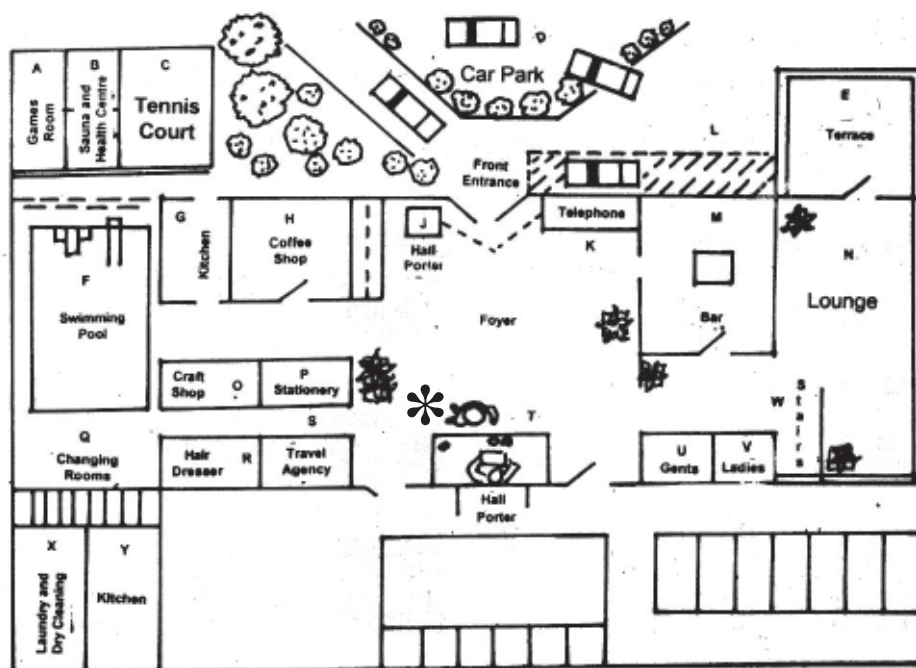 D
Car Park
A
Games
Room
B
Sauna and
Health Centre
C
Tennis
Court
E
Terrace
L
Front
Entrance
G
Kitchen
H
Coffee
Shop
J
Hall
Porter
Telephone
K
M
Bar
N
Lounge
F
Swimming
Pool
Foyer
Craft
Shop
O
P
Stationery
S
T
W
Stairs
Q
Changing
Rooms
Hair
Dresser
R
Travel
Agency
U
Gents
V
Ladies
Hall
Porter
X
Laundry and
Dry Cleaning
Y
Kitchen